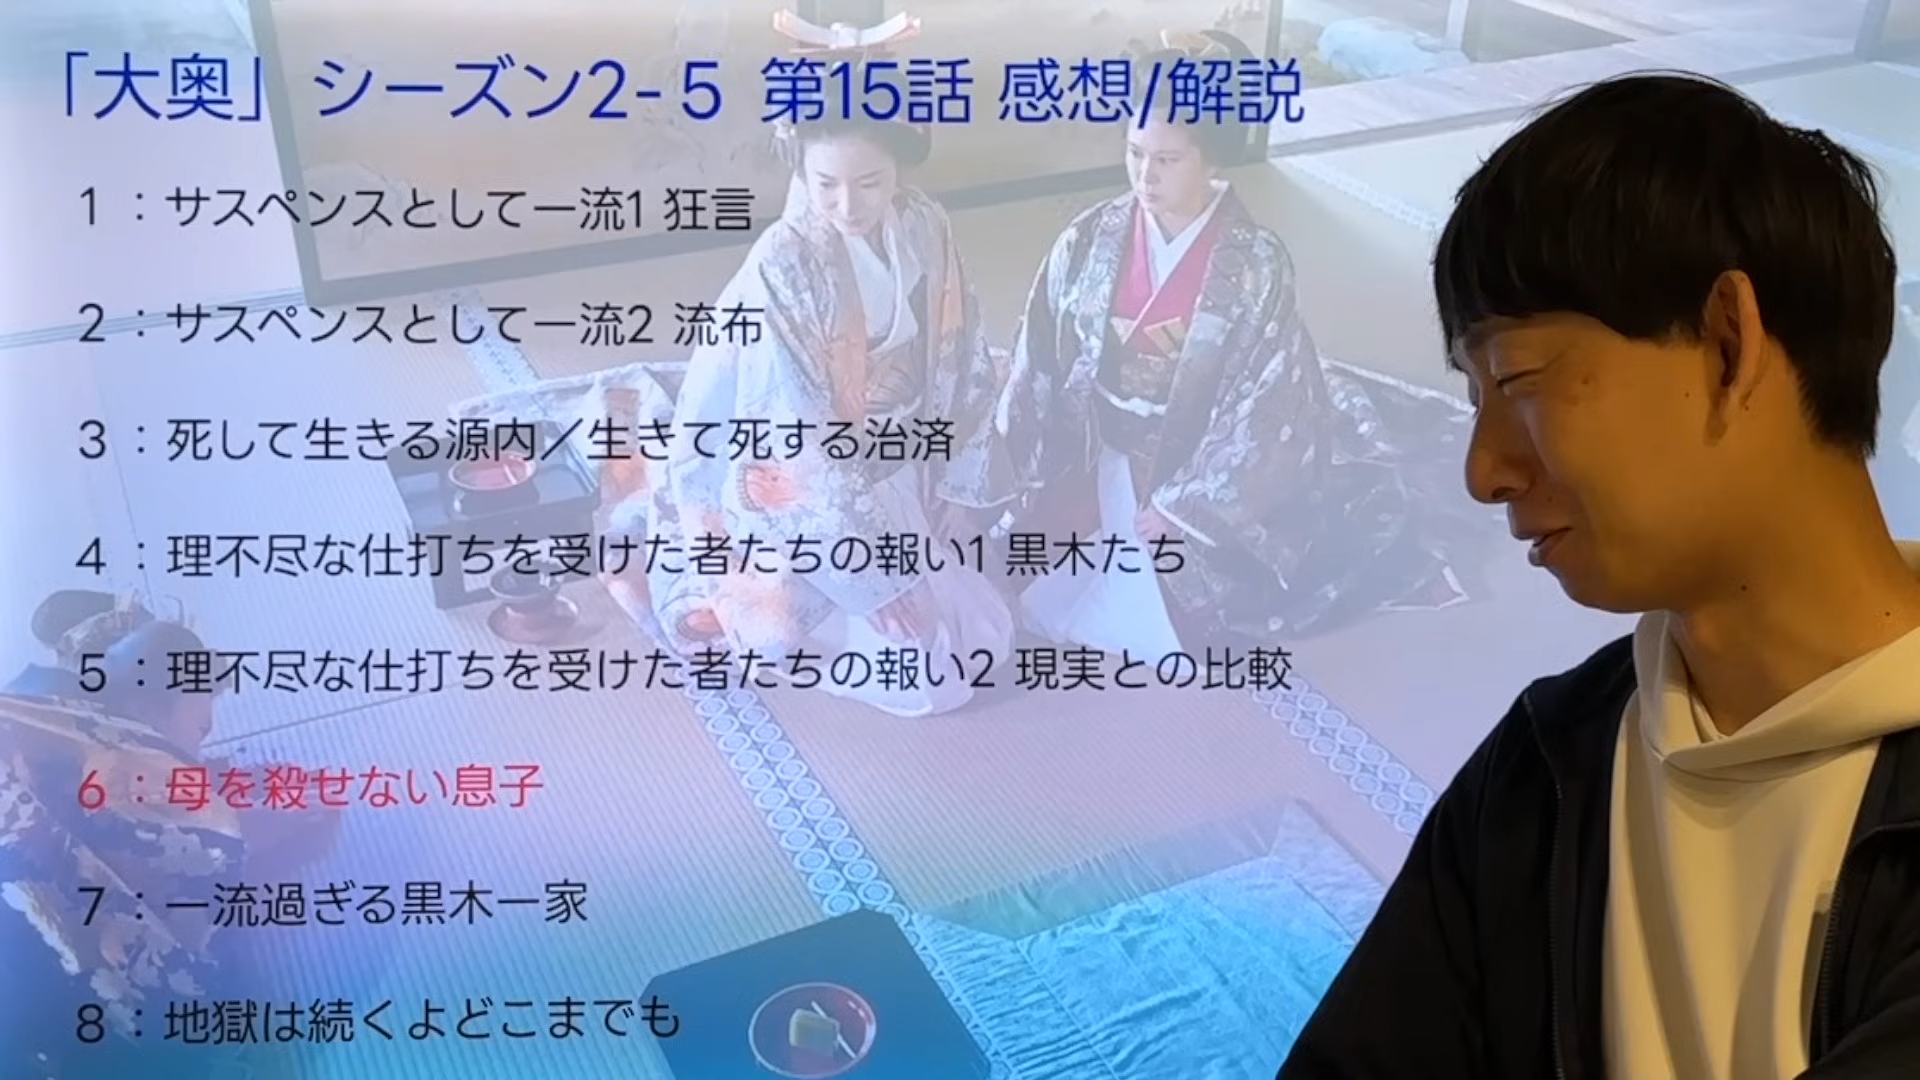 「大奥」シーズン2-5 第15話 感想/解説
1：サスペンスとして一流1 狂言
2：サスペンスとして一流2 流布
3：死して生きる源内／生きて死する治済
4：理不尽な仕打ちを受けた者たちの報い1 黒木たち
5：理不尽な仕打ちを受けた者たちの報い2 現実との比較
6：母を殺せない息子
7：一流過ぎる黒木一家
8：地獄は続くよどこまでも